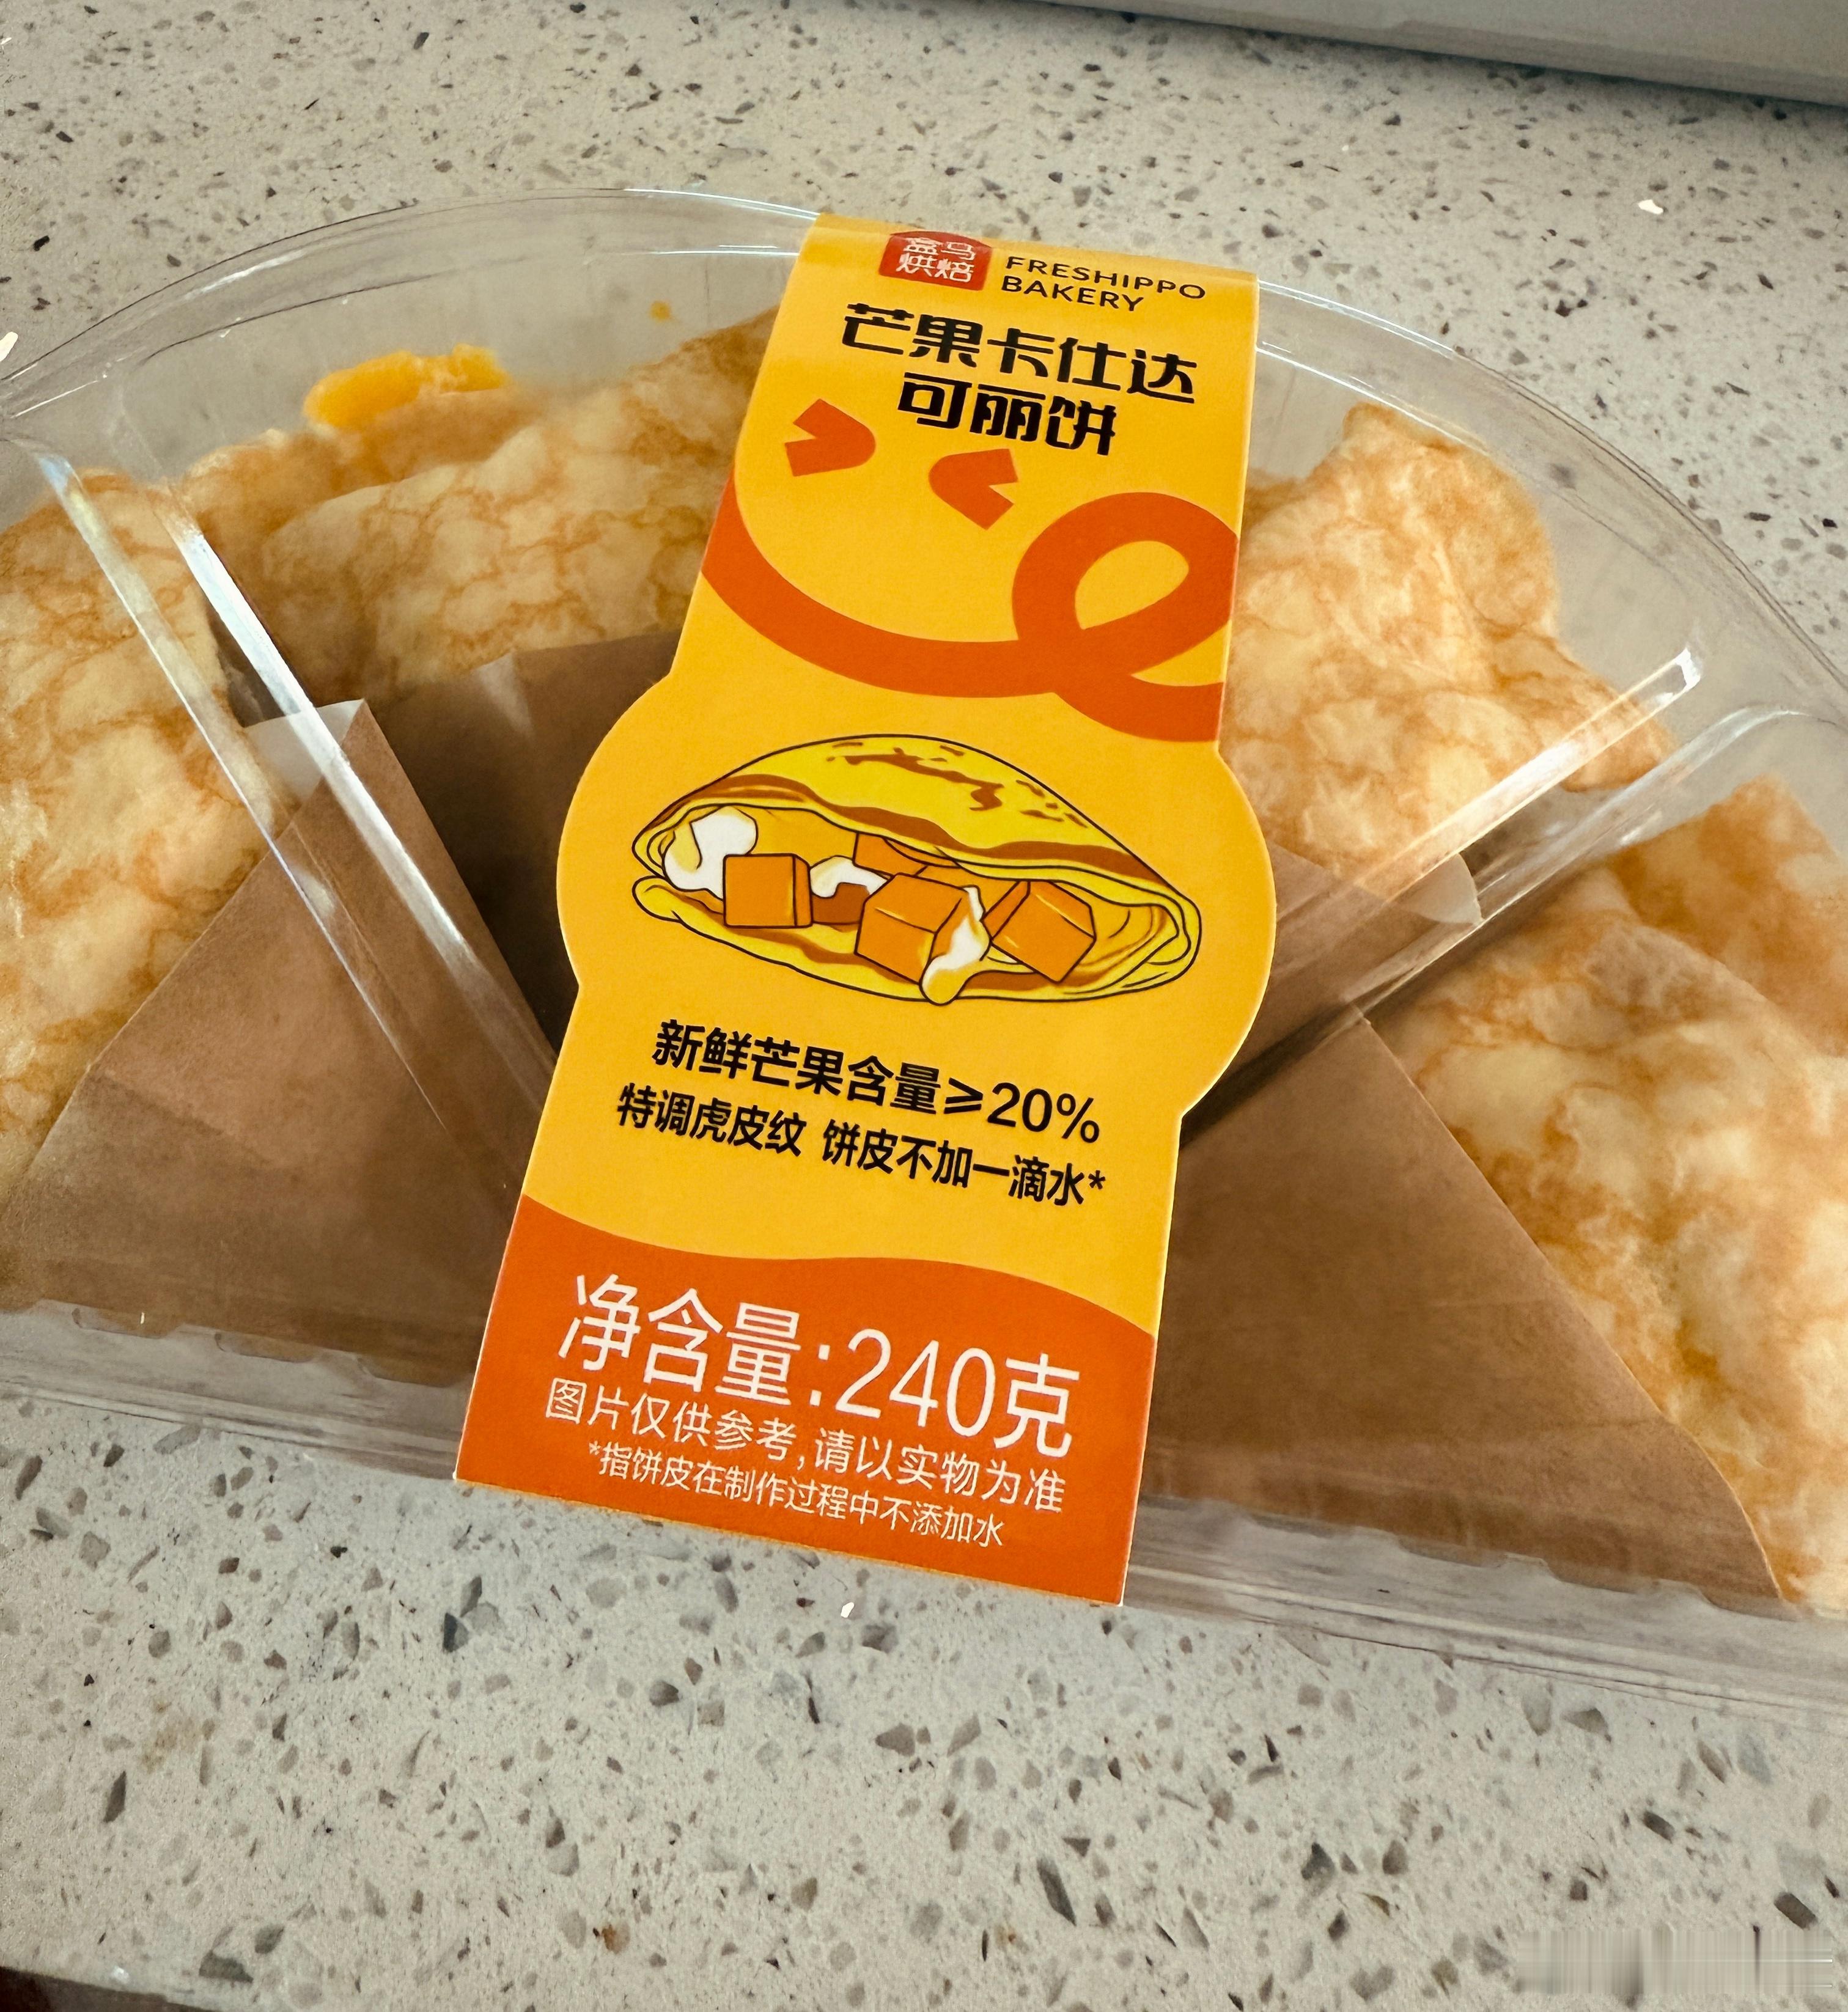 盒马
烘焙
FRESHIPPO
BAKERY
芒果卡仕达
可丽饼
新鲜芒果含量≥20%
特调虎皮纹 饼皮不加一滴水*
净含量:240克
图片仅供参考,请以实物为准
*指饼皮在制作过程中不添加水